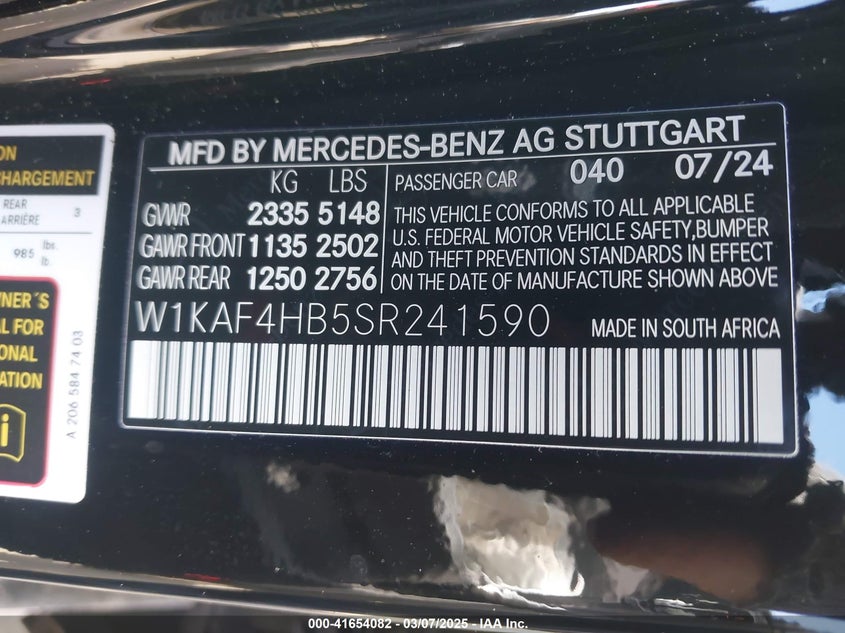 ON
CHARGEMENT
REAR
ARRIÈRE 3
985 lbs.
lb.
WNER´S
AL FOR
IONAL
ATION
i
A 206 584 74 03
MFD BY MERCEDES-BENZ AG STUTTGART
KG LBS
GVWR 2335 5148
GAWR FRONT 1135 2502
GAWR REAR 1250 2756
PASSENGER CAR 040 07/24
THIS VEHICLE CONFORMS TO ALL APPLICABLE
U.S. FEDERAL MOTOR VEHICLE SAFETY,BUMPER
AND THEFT PREVENTION STANDARDS IN EFFECT
ON THE DATE OF MANUFACTURE SHOWN ABOVE
W1KAF4HB5SR241590 MADE IN SOUTH AFRICA
000-41654082 - 03/07/2025 - IAA Inc.